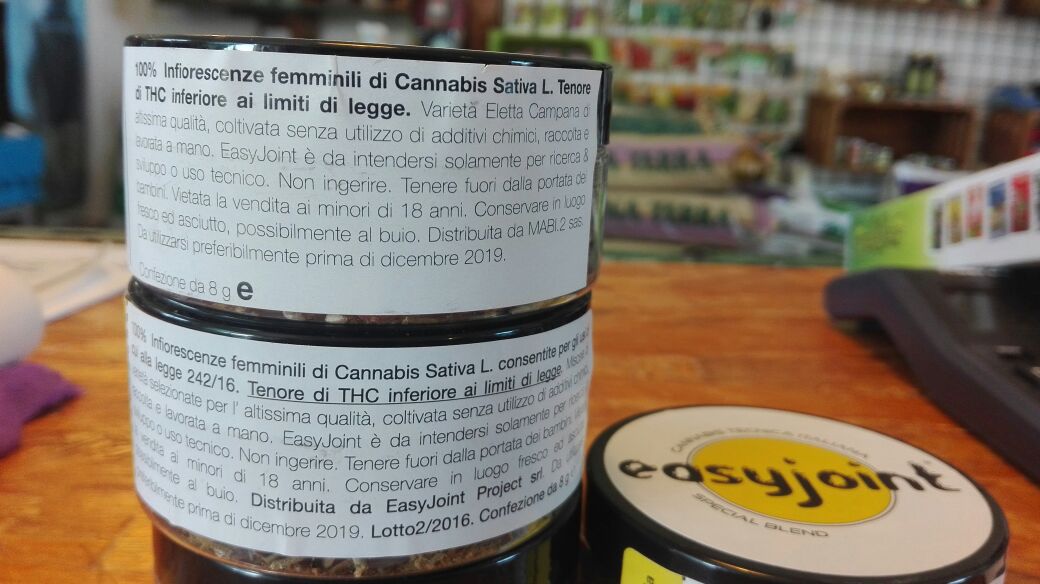 100% Infiorescenze femminili di Cannabis Sativa L. Tenore
di THC inferiore ai limiti di legge. Varietà Eletta Campana di
altissima qualità, coltivata senza utilizzo di additivi chimici, raccolta e
lavorata a mano. EasyJoint è da intendersi solamente per ricerca &
sviluppo o uso tecnico. Non ingerire. Tenere fuori dalla portata dei
bambini. Vietata la vendita ai minori di 18 anni. Conservare in luogo
fresco ed asciutto, possibilmente al buio. Distribuita da MABI.2 sas.
Da utilizzarsi preferibilmente prima di dicembre 2019.
Confezione da 8 g e
100% Infiorescenze femminili di Cannabis Sativa L. consentite per gli usi
cui alla legge 242/16. Tenore di THC inferiore ai limiti di legge.
selezionate per l' altissima qualità, coltivata senza utilizzo di additivi
raccolta e lavorata a mano. EasyJoint è da intendersi solamente per
sviluppo o uso tecnico. Non ingerire. Tenere fuori dalla portata dei bambini.
la vendita ai minori di 18 anni. Conservare in luogo fresco ed
al buio. Distribuita da EasyJoint Project srl. Da
prima di dicembre 2019. Lotto2/2016. Confezione da 8 g
CANNABIS TECNICA ITALIANA
easyjoint
SPECIAL BLEND